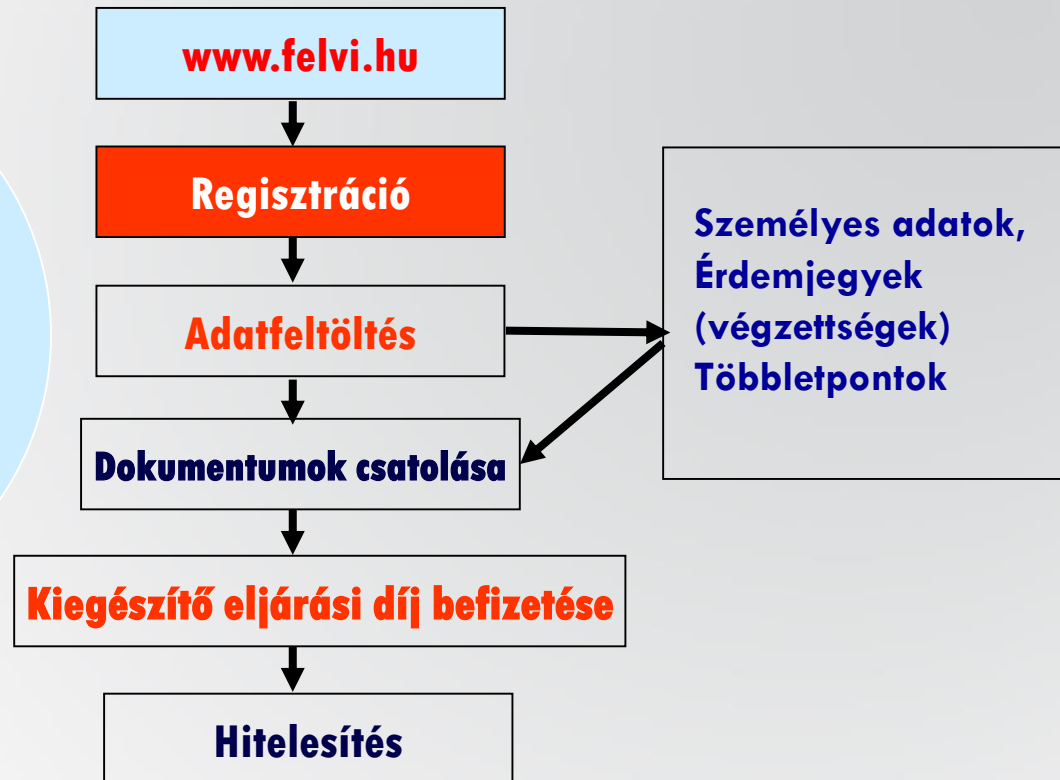 www.felvi.hu
Regisztráció
Adatfeltöltés
Személyes adatok,
Érdemjegyek
(végzettségek)
Többletpontok
Dokumentumok csatolása
Kiegészítő eljárási díj befizetése
Hitelesítés